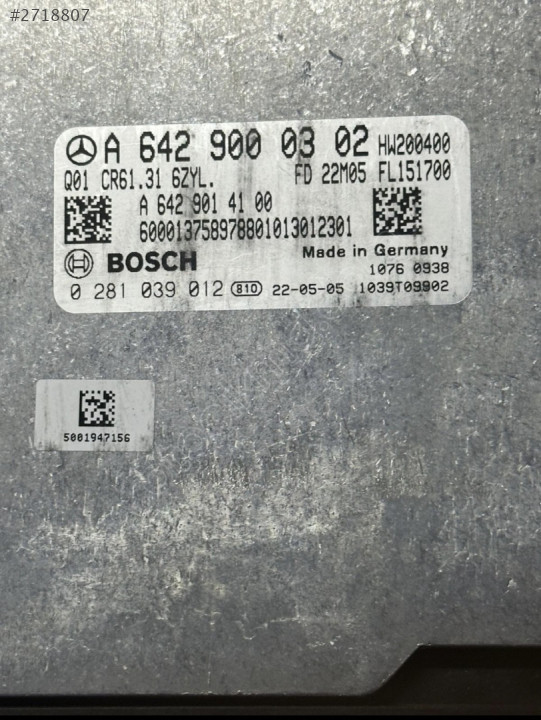 #2718807
A 642 900 03 02 HW200400
Q01 CR61.31 6ZYL. FD 22M05 FL151700
A 642 901 41 00
600013758978801013012301
Made in Germany
BOSCH
1076 0938
0 281 039 012 810 22-05-05 1039T09902
5001947156